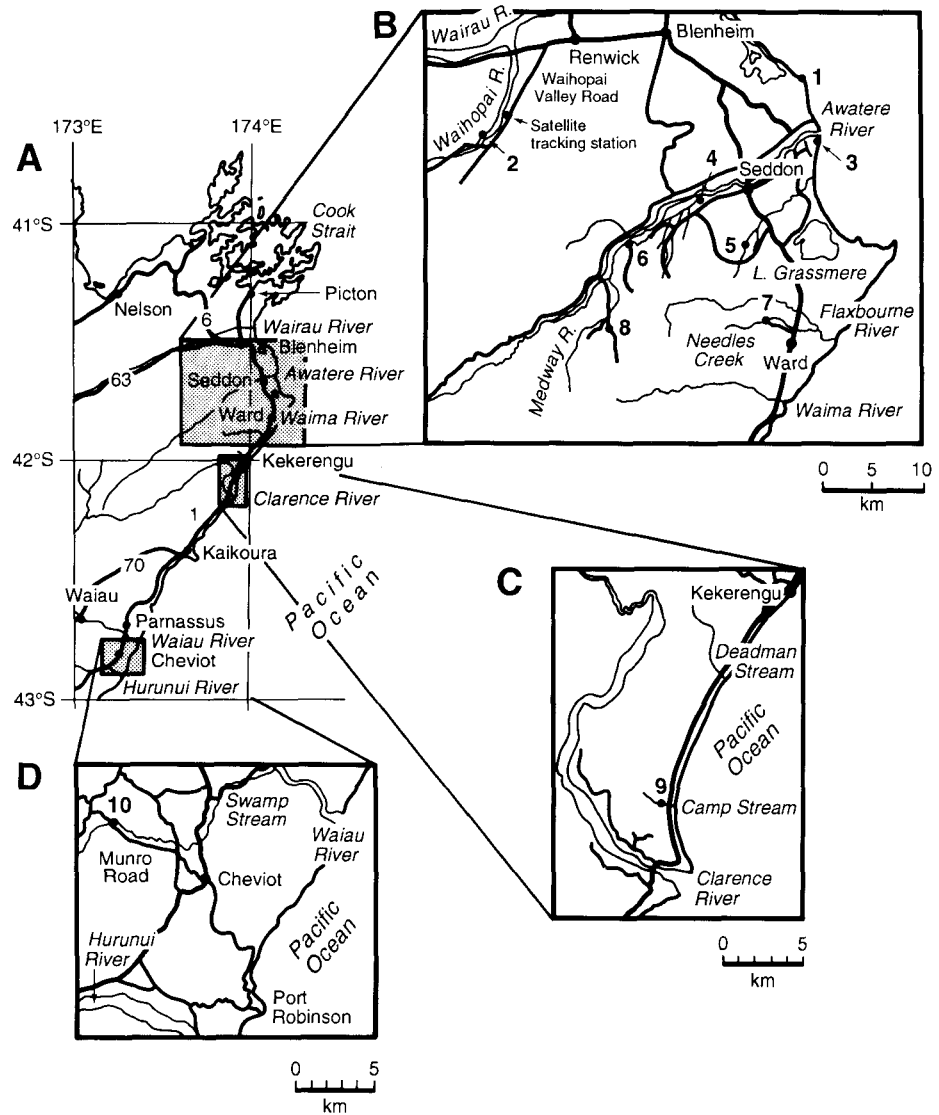 A
173°E
174°E
41°S
42°S
43°S
Cook
Strait
Nelson
6
Picton
Wairau River
Blenheim
63
Seddon
Awatere River
Ward
Waima River
Kekerengu
Clarence River
1
Kaikoura
70
Waiau
Parnassus
Waiau River
Cheviot
Hurunui River
Pacific
Ocean
B
Wairau R.
Blenheim
Renwick
Waihopai R.
Waihopai
Valley Road
1
Awatere
River
Satellite
tracking station
2
3
4
Seddon
5
6
L. Grassmere
7
Flaxbourne
River
8
Needles
Creek
Medway R.
Ward
Waima River
0 5 10
km
C
Kekerengu
Deadman
Stream
Pacific
Ocean
9
Camp Stream
Clarence
River
0 5
km
D
10
Swamp
Stream
Waiau
River
Munro
Road
Cheviot
Hurunui
River
Pacific
Ocean
Port
Robinson
0 5
km